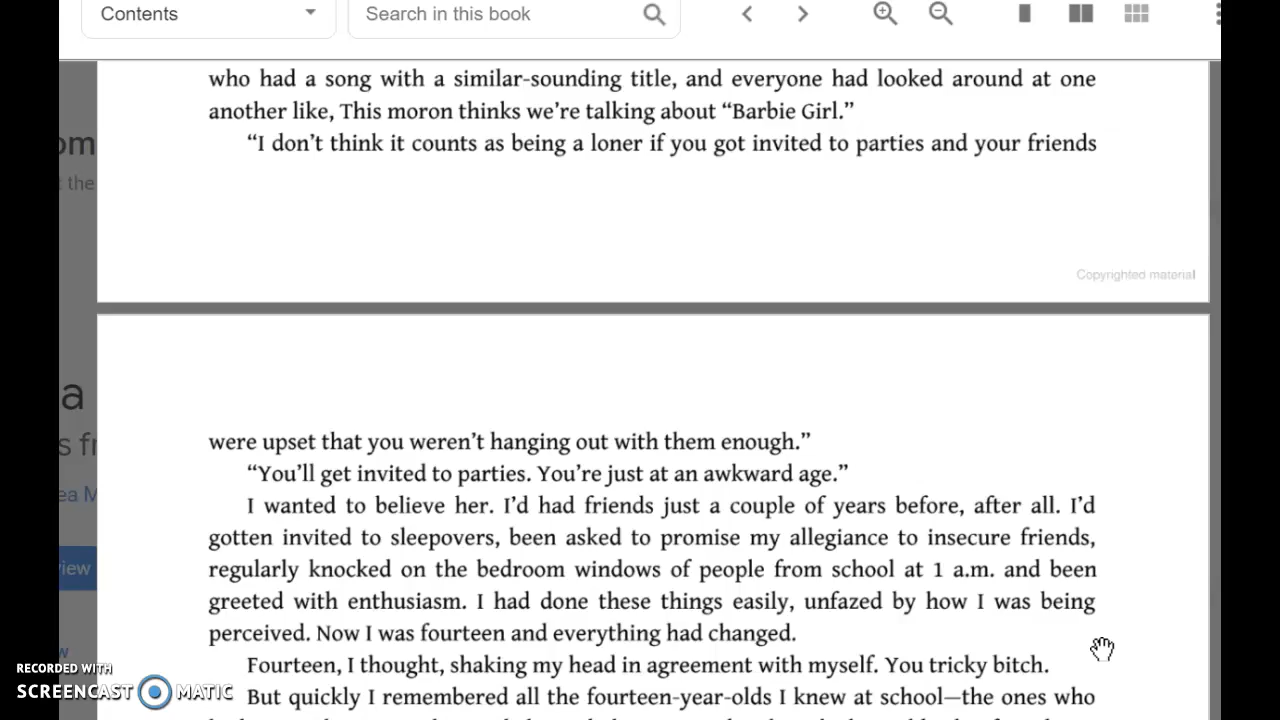 Contents
Search in this book
who had a song with a similar-sounding title, and everyone had looked around at one
another like, This moron thinks we’re talking about “Barbie Girl.”
“I don’t think it counts as being a loner if you got invited to parties and your friends
Copyrighted material
were upset that you weren’t hanging out with them enough.”
“You’ll get invited to parties. You’re just at an awkward age.”
I wanted to believe her. I’d had friends just a couple of years before, after all. I’d
gotten invited to sleepovers, been asked to promise my allegiance to insecure friends,
regularly knocked on the bedroom windows of people from school at 1 a.m. and been
greeted with enthusiasm. I had done these things easily, unfazed by how I was being
perceived. Now I was fourteen and everything had changed.
Fourteen, I thought, shaking my head in agreement with myself. You tricky bitch.
But quickly I remembered all the fourteen-year-olds I knew at school—the ones who
om
t the
a
s fr
ea M
iew
w
RECORDED WITH
SCREENCAST MATIC